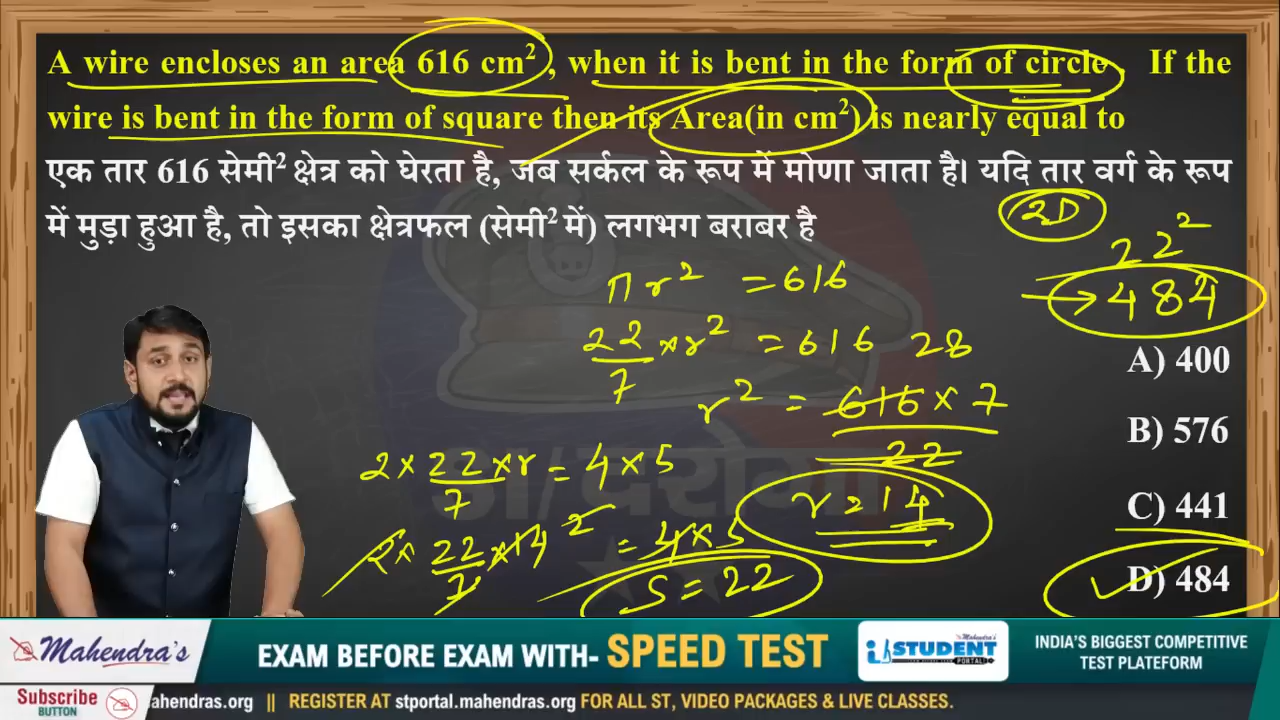 A wire encloses an area 616 cm², when it is bent in the form of circle. If the
wire is bent in the form of square then its Area(in cm²) is nearly equal to
एक तार 616 सेमी² क्षेत्र को घेरता है, जब सर्कल के रूप में मोणा जाता है। यदि तार वर्ग के रूप
में मुड़ा हुआ है, तो इसका क्षेत्रफल (सेमी² में) लगभग बराबर है
2D
22²
→ 484
πr² = 616
22/7 × r² = 616 28
r² = 616 × 7 / 22
r = 14
2 × 22/7 × r = 4 × 5
2 × 22/7 × 14 2 = 4 × 5
S = 22
A) 400
B) 576
C) 441
D) 484
Mahendra's
EXAM BEFORE EXAM WITH- SPEED TEST
Mahendra's
STUDENT
PORTAL
INDIA'S BIGGEST COMPETITIVE
TEST PLATEFORM
Subscribe
BUTTON
ahendras.org || REGISTER AT stportal.mahendras.org FOR ALL ST, VIDEO PACKAGES & LIVE CLASSES.